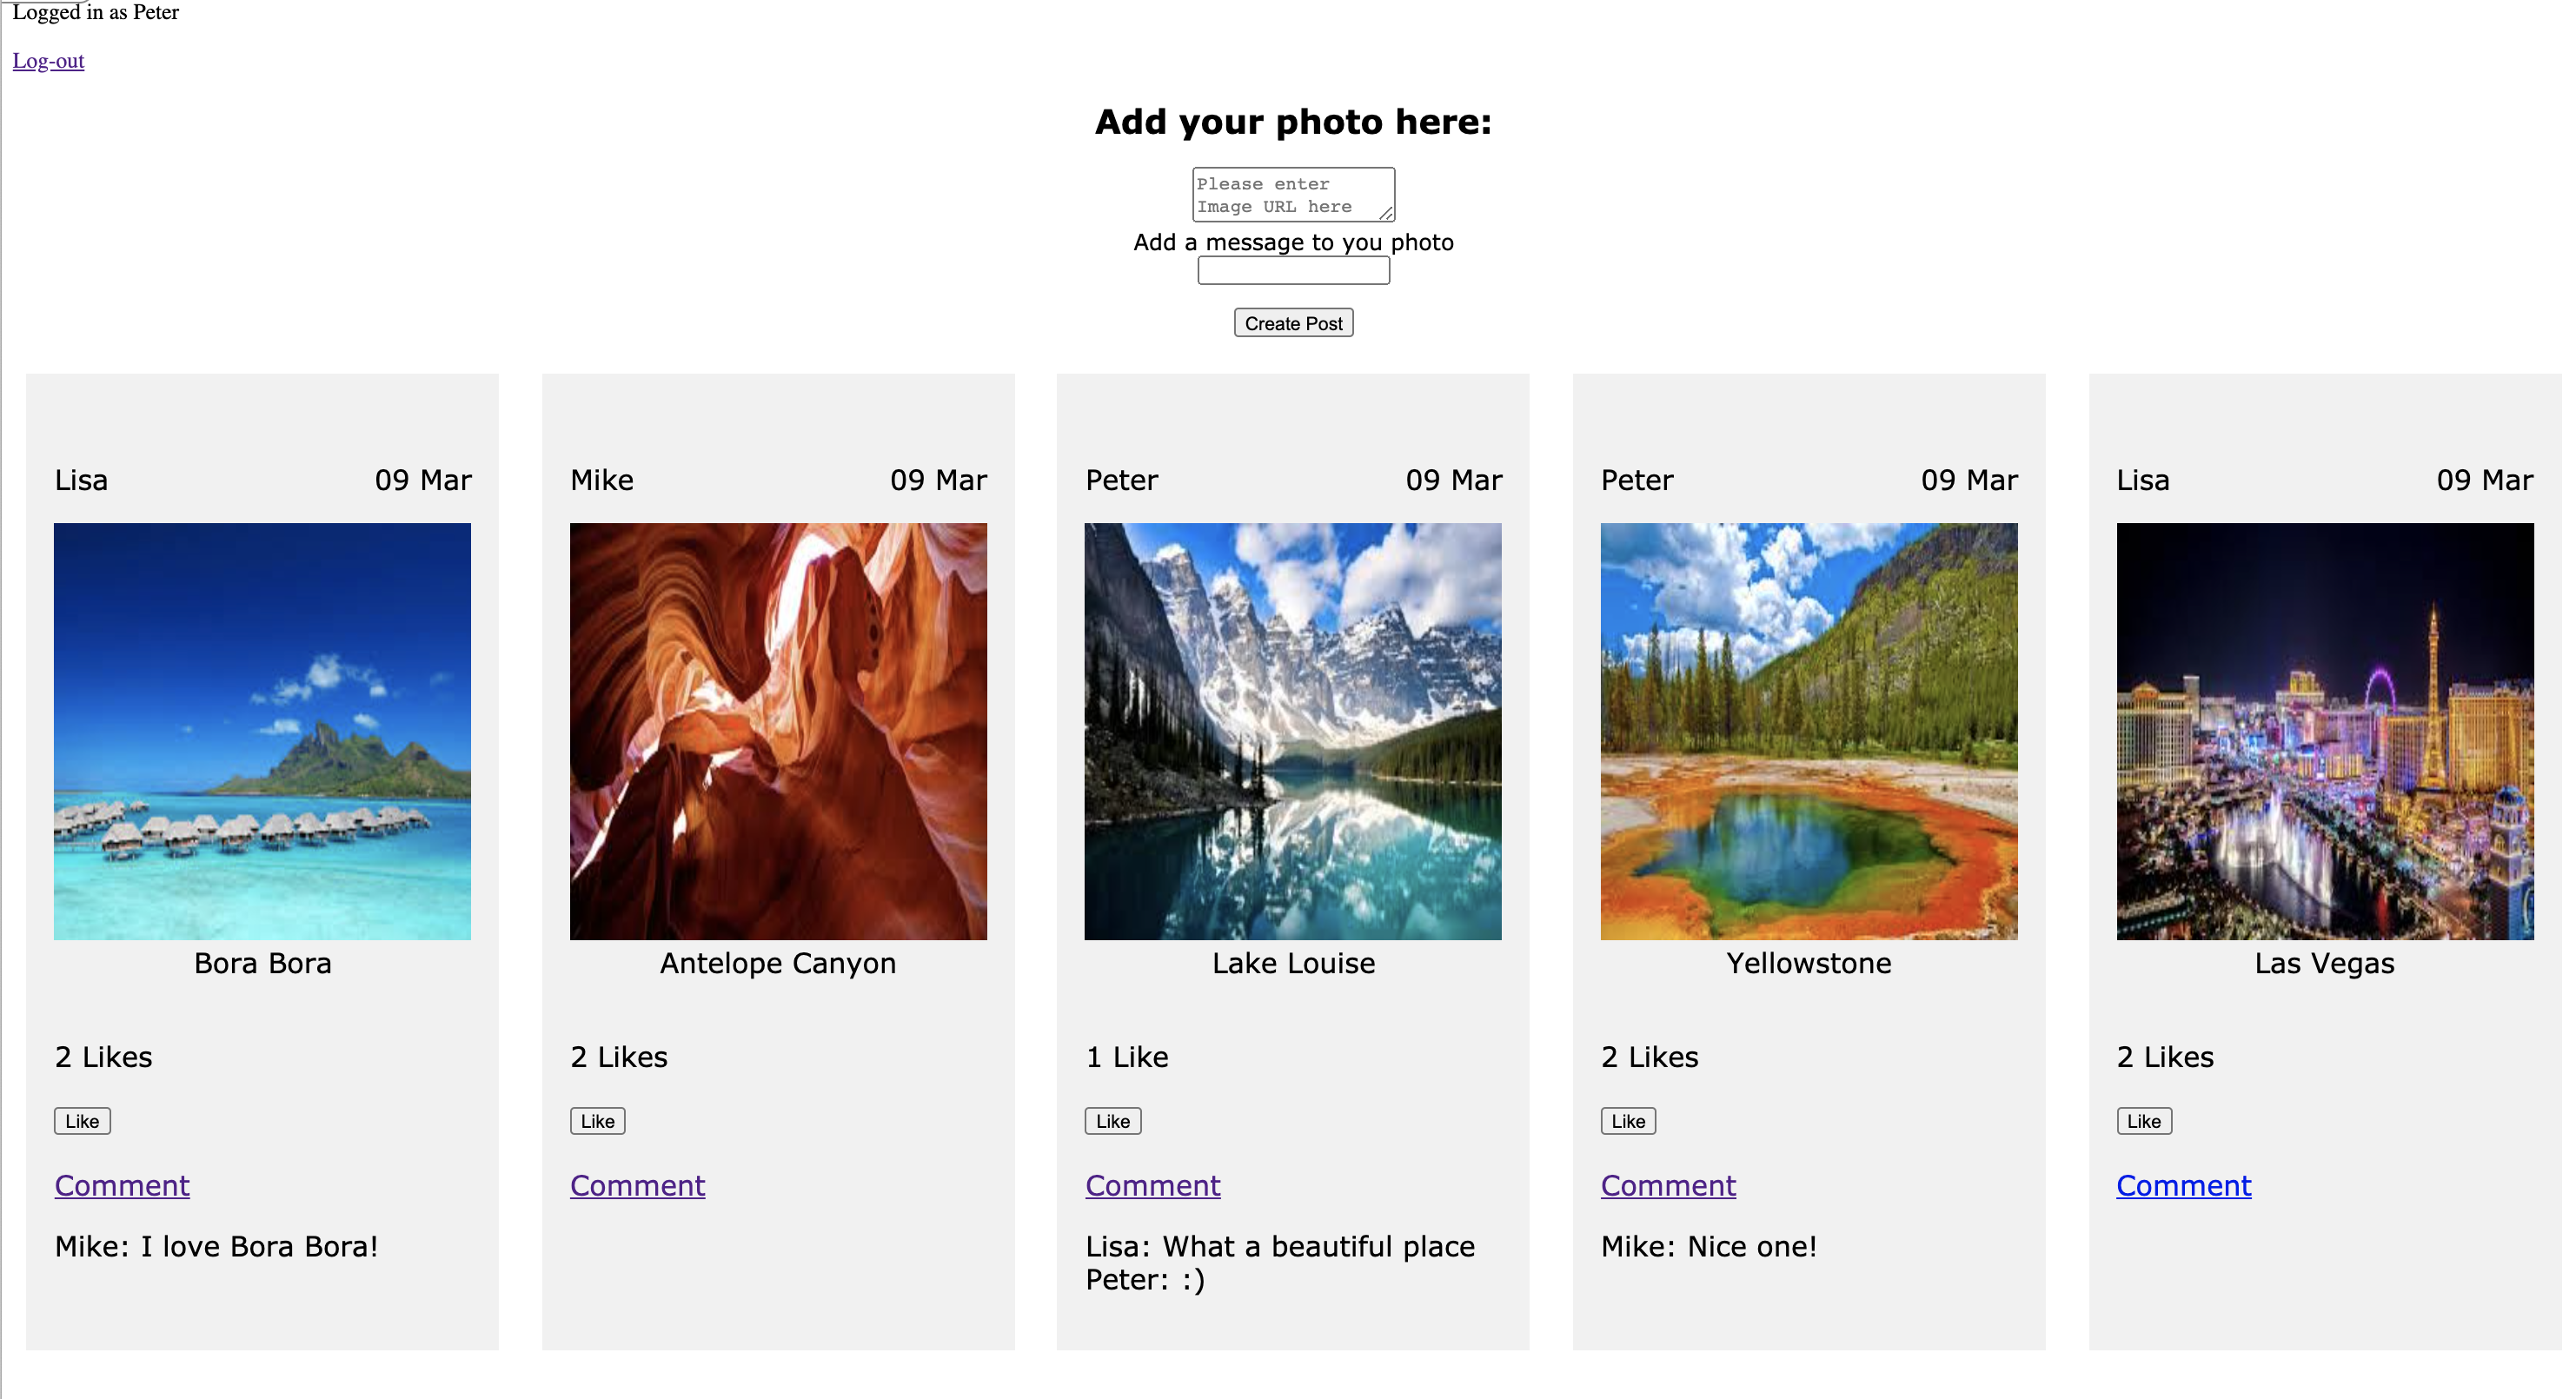 Logged in as Peter
Log-out
Add your photo here:
Please enter
Image URL here
Add a message to you photo
Create Post
Lisa 09 Mar
Bora Bora
2 Likes
Like
Comment
Mike: I love Bora Bora!
Mike 09 Mar
Antelope Canyon
2 Likes
Like
Comment
Peter 09 Mar
Lake Louise
1 Like
Like
Comment
Lisa: What a beautiful place
Peter: :)
Peter 09 Mar
Yellowstone
2 Likes
Like
Comment
Mike: Nice one!
Lisa 09 Mar
Las Vegas
2 Likes
Like
Comment